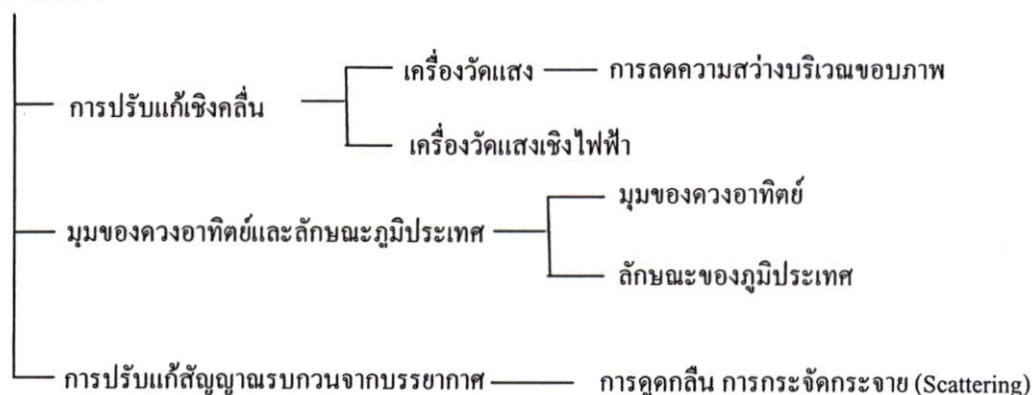 เครื่องวัดแสง การลดความสว่างบริเวณขอบภาพ
การปรับแก้เชิงคลื่น
เครื่องวัดแสงเชิงไฟฟ้า
มุมของดวงอาทิตย์
มุมของดวงอาทิตย์และลักษณะภูมิประเทศ
ลักษณะของภูมิประเทศ
การปรับแก้สัญญาณรบกวนจากบรรยากาศ การดูดกลืน การกระจัดกระจาย (Scattering)